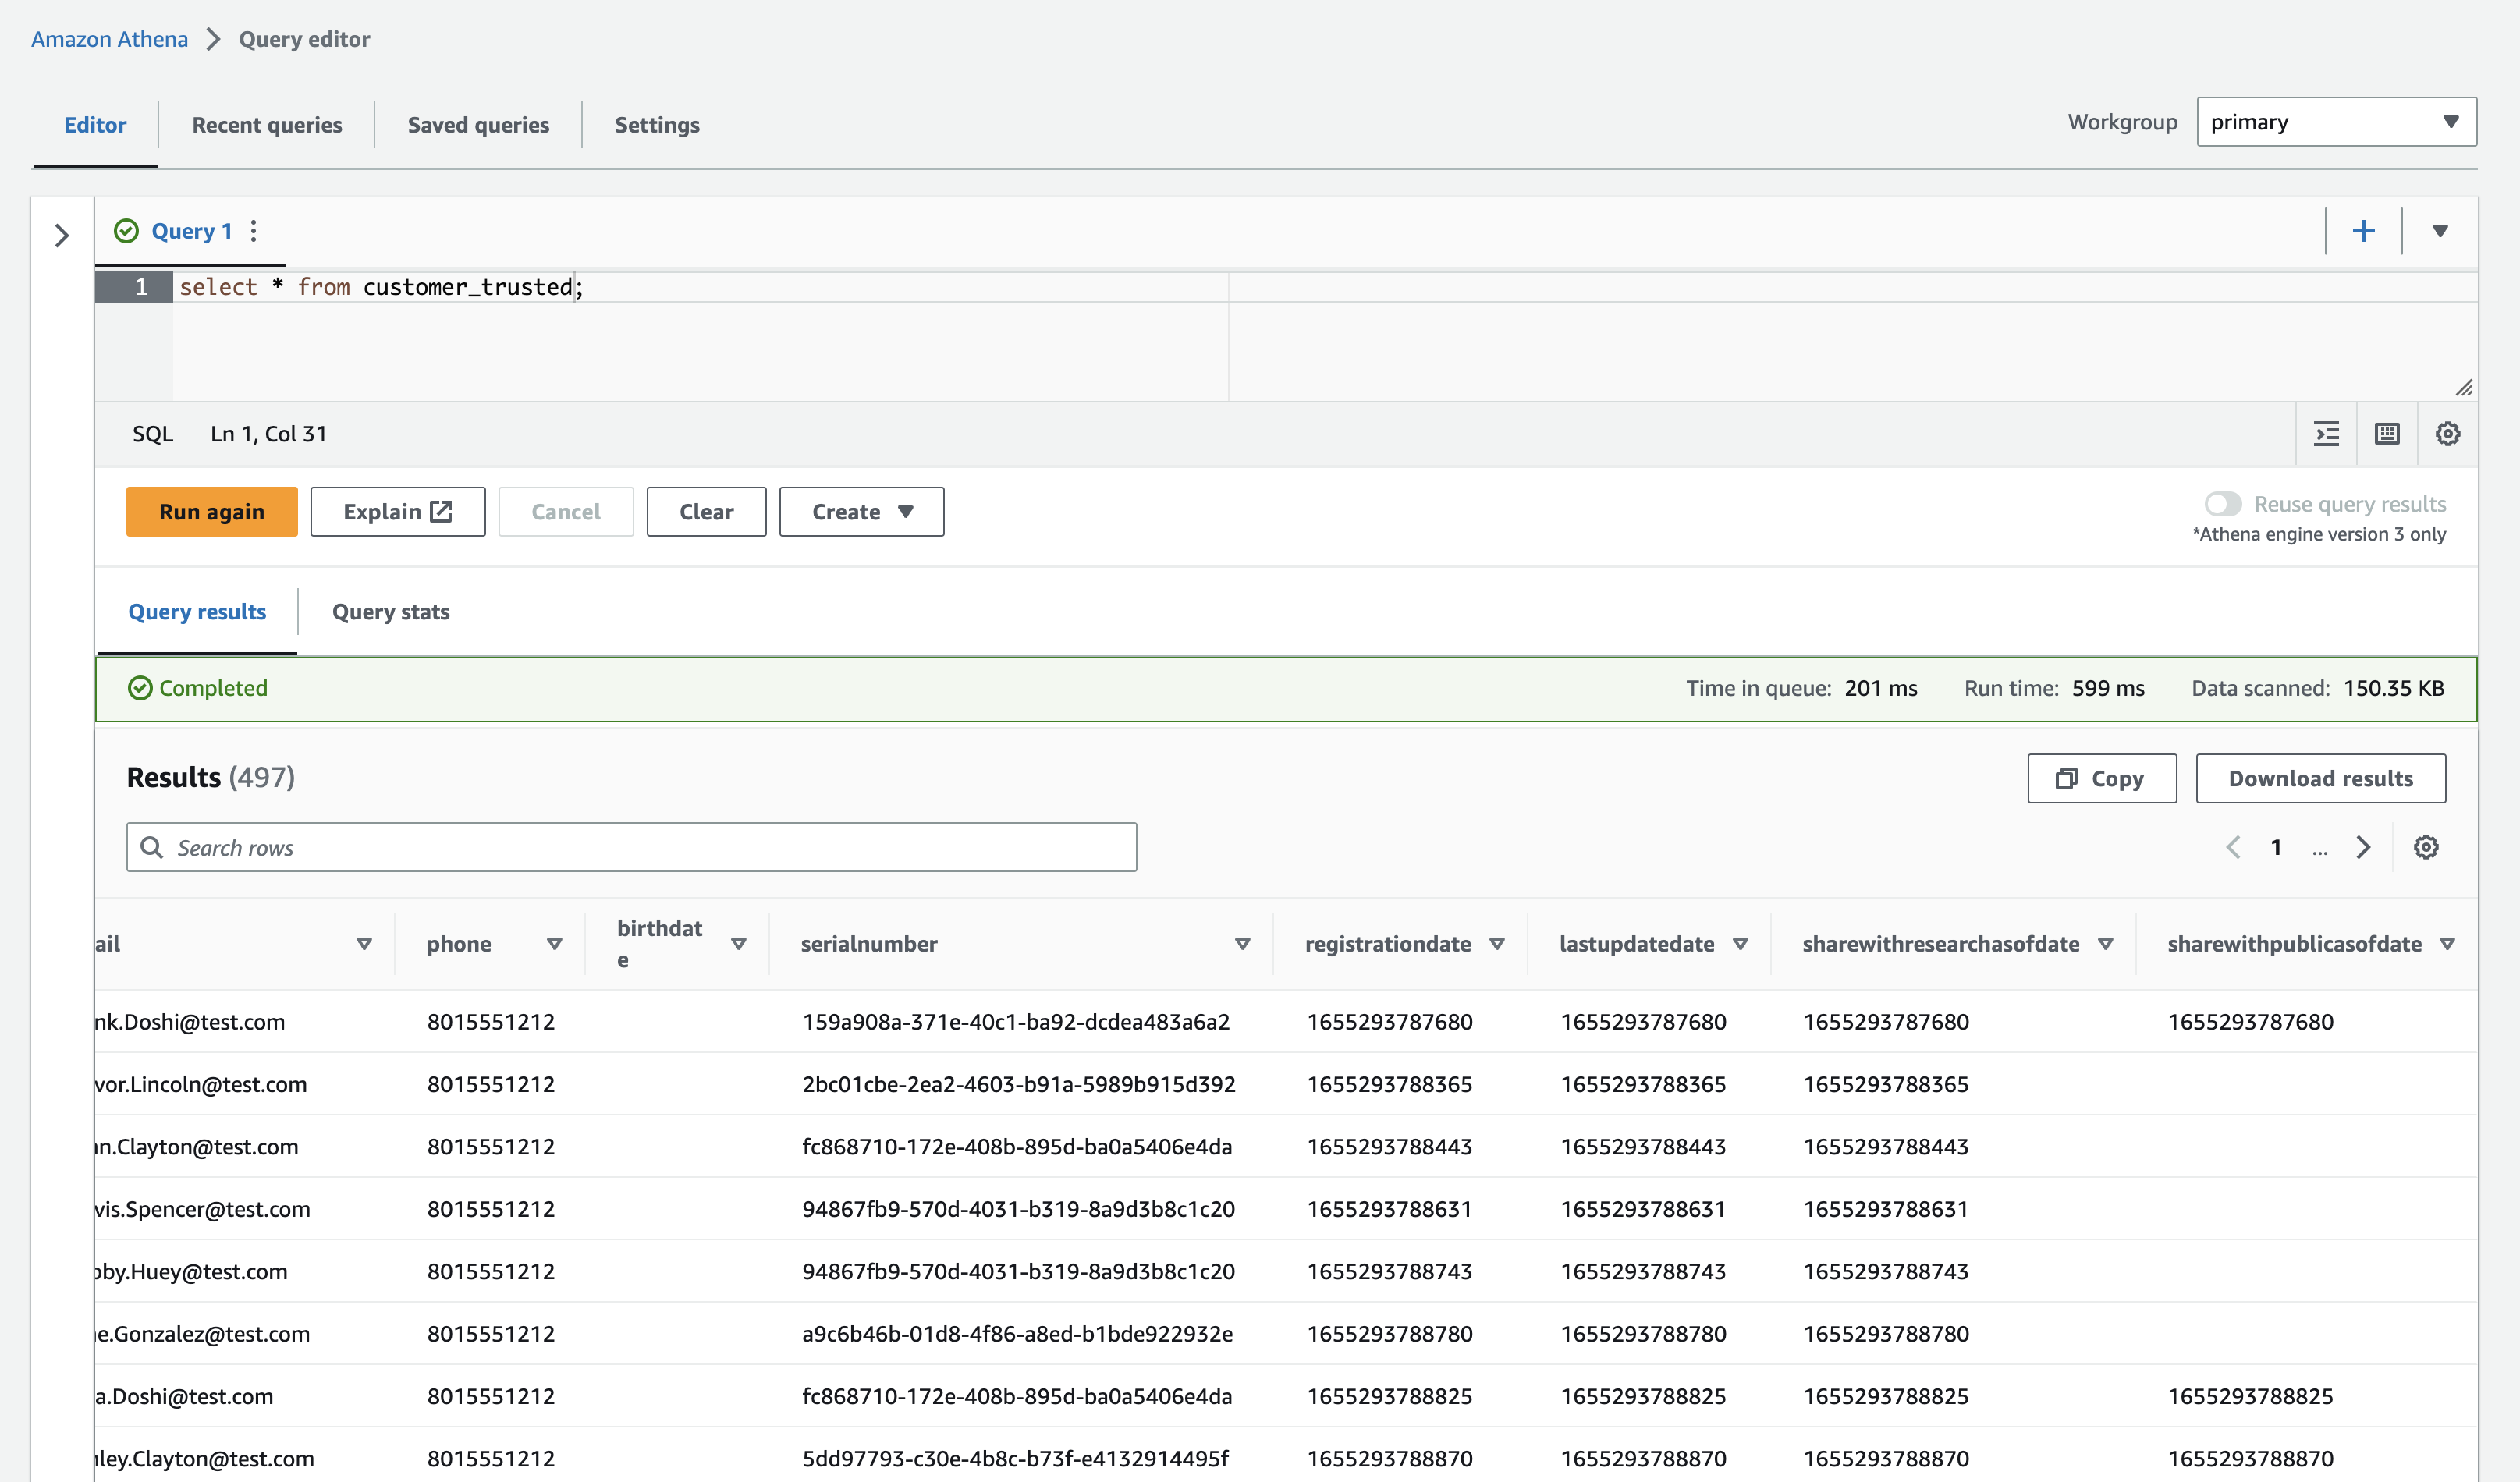 Amazon Athena > Query editor
Editor Recent queries Saved queries Settings Workgroup primary
Query 1
1 select * from customer_trusted;
SQL Ln 1, Col 31
Run again Explain Cancel Clear Create Reuse query results
*Athena engine version 3 only
Query results Query stats
Completed Time in queue: 201 ms Run time: 599 ms Data scanned: 150.35 KB
Results (497) Copy Download results
Search rows 1 ...
ail phone birthdate serialnumber registrationdate lastupdatedate sharewithresearchasofdate sharewithpublicasofdate
nk.Doshi@test.com 8015551212 159a908a-371e-40c1-ba92-dcdea483a6a2 1655293787680 1655293787680 1655293787680 1655293787680
vor.Lincoln@test.com 8015551212 2bc01cbe-2ea2-4603-b91a-5989b915d392 1655293788365 1655293788365 1655293788365
n.Clayton@test.com 8015551212 fc868710-172e-408b-895d-ba0a5406e4da 1655293788443 1655293788443 1655293788443
vis.Spencer@test.com 8015551212 94867fb9-570d-4031-b319-8a9d3b8c1c20 1655293788631 1655293788631 1655293788631
bby.Huey@test.com 8015551212 94867fb9-570d-4031-b319-8a9d3b8c1c20 1655293788743 1655293788743 1655293788743
e.Gonzalez@test.com 8015551212 a9c6b46b-01d8-4f86-a8ed-b1bde922932e 1655293788780 1655293788780 1655293788780
a.Doshi@test.com 8015551212 fc868710-172e-408b-895d-ba0a5406e4da 1655293788825 1655293788825 1655293788825 1655293788825
ley.Clayton@test.com 8015551212 5dd97793-c30e-4b8c-b73f-e4132914495f 1655293788870 1655293788870 1655293788870 1655293788870